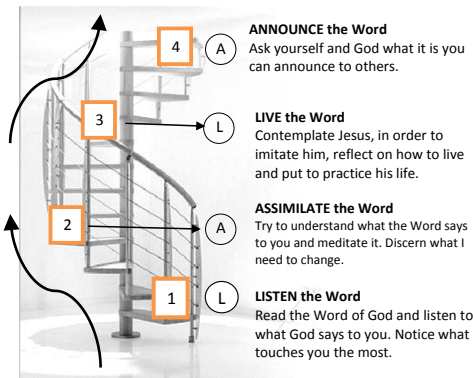 4
A
ANNOUNCE the Word
Ask yourself and God what it is you
can announce to others.
3
L
LIVE the Word
Contemplate Jesus, in order to
imitate him, reflect on how to live
and put to practice his life.
2
A
ASSIMILATE the Word
Try to understand what the Word says
to you and meditate it. Discern what I
need to change.
1
L
LISTEN the Word
Read the Word of God and listen to
what God says to you. Notice what
touches you the most.